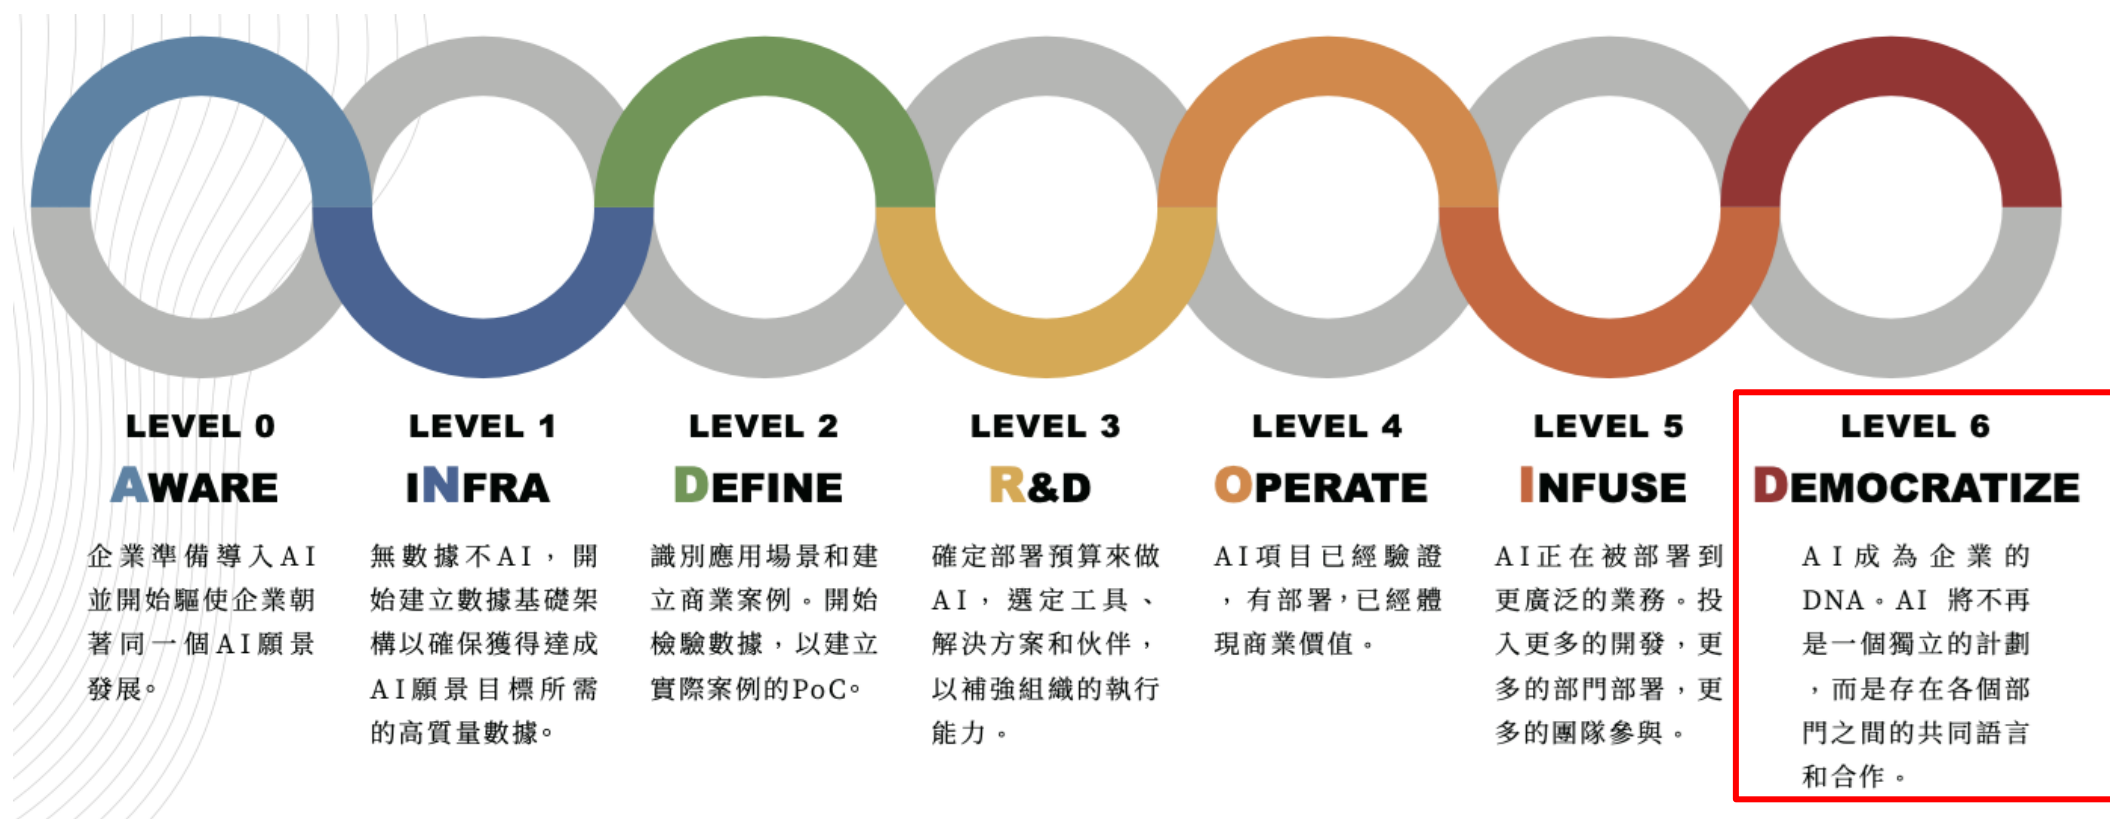 LEVEL 0
AWARE
企業準備導入AI
並開始驅使企業朝
著同一個AI願景
發展。
LEVEL 1
INFRA
無數據不AI，開
始建立數據基礎架
構以確保獲得達成
AI願景目標所需
的高質量數據。
LEVEL 2
DEFINE
識別應用場景和建
立商業案例。開始
檢驗數據，以建立
實際案例的PoC。
LEVEL 3
R&D
確定部署預算來做
AI，選定工具、
解決方案和伙伴，
以補強組織的執行
能力。
LEVEL 4
OPERATE
AI項目已經驗證
，有部署，已經體
現商業價值。
LEVEL 5
INFUSE
AI正在被部署到
更廣泛的業務。投
入更多的開發，更
多的部門部署，更
多的團隊參與。
LEVEL 6
DEMOCRATIZE
AI成為企業的
DNA。AI 將不再
是一個獨立的計劃
，而是存在各個部
門之間的共同語言
和合作。